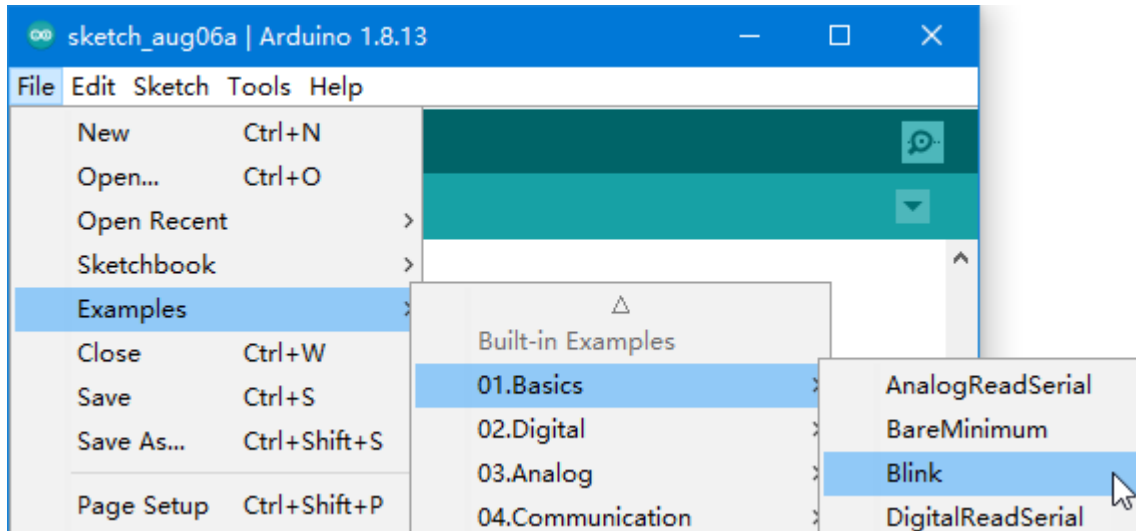 sketch_aug06a | Arduino 1.8.13
File Edit Sketch Tools Help
New Ctrl+N
Open... Ctrl+O
Open Recent
Sketchbook
Examples
Close Ctrl+W
Save Ctrl+S
Save As... Ctrl+Shift+S
Page Setup Ctrl+Shift+P
Built-in Examples
01.Basics
02.Digital
03.Analog
04.Communication
AnalogReadSerial
BareMinimum
Blink
DigitalReadSerial